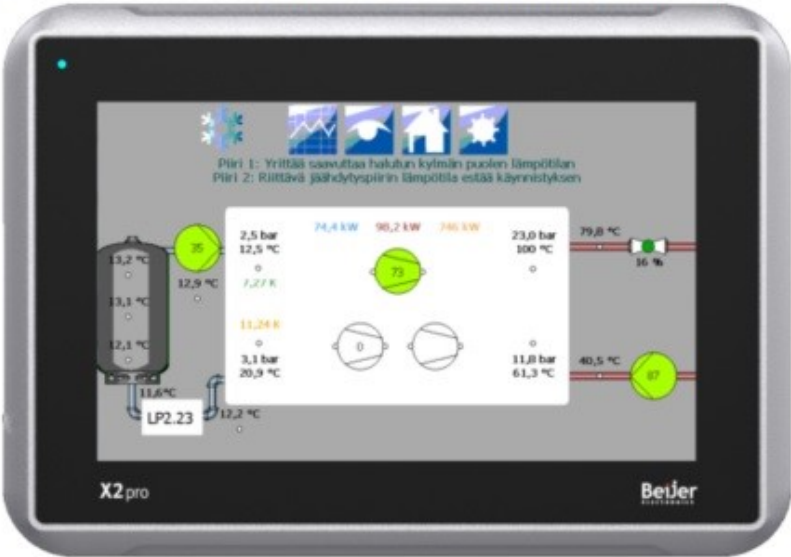 Piiri 1: Yrittää saavuttaa halutun kylmän puolen lämpötilan
Piiri 2: Riittävä jäähdytyspiirin lämpötila estää käynnistyksen
74,4 kW 98,2 kW 746 kW
2,5 bar
12,5 °C
7,27 K
23,0 bar
100 °C
79,8 °C
16 %
35
12,9 °C
13,2 °C
13,1 °C
12,1 °C
73
11,24 K
3,1 bar
20,9 °C
0
11,8 bar
61,3 °C
40,5 °C
87
11,6°C
LP2.23
12,2 °C
X2 pro
Beijer
ELECTRONICS